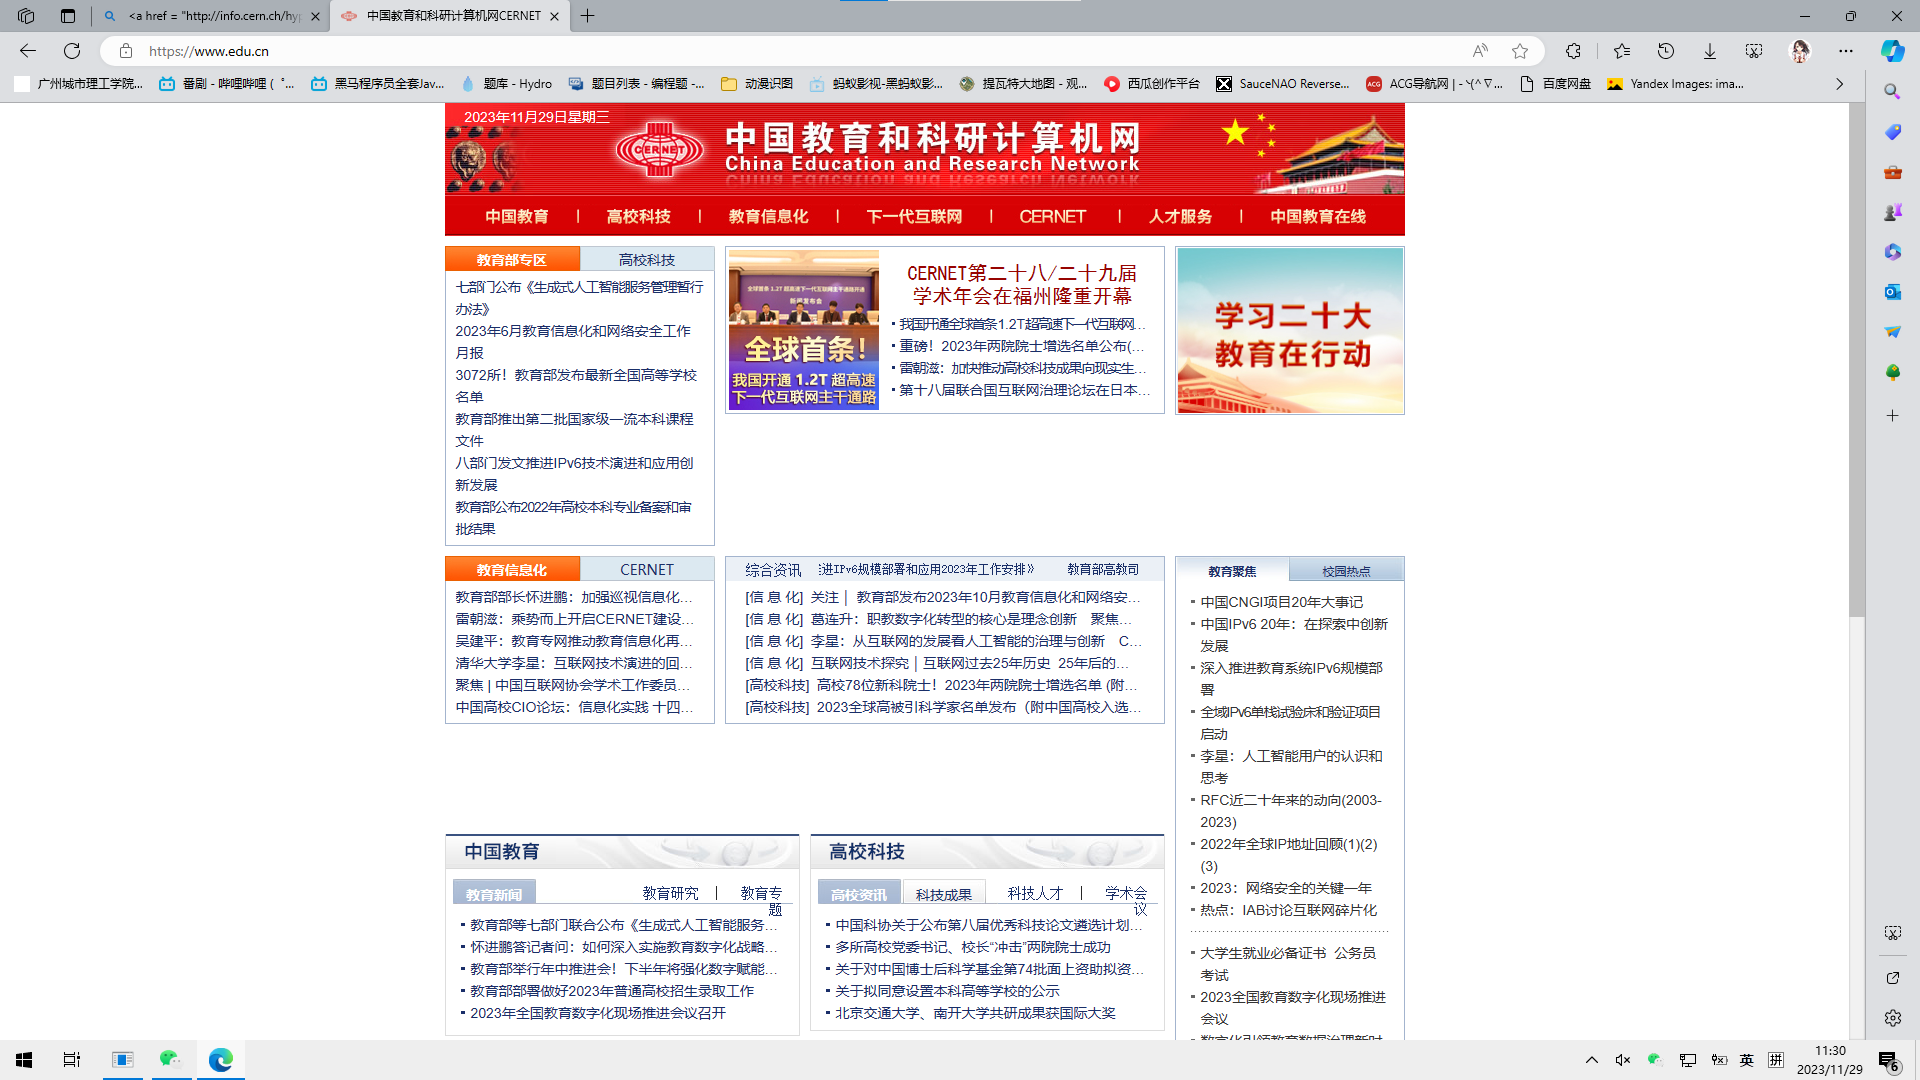 <a href = "http://info.cern.ch/hyp
中国教育和科研计算机网CERNET
https://www.edu.cn
广州城市理工学院...
番剧 - 哔哩哔哩 ( ゜...
黑马程序员全套Jav...
题库 - Hydro
题目列表 - 编程题 -...
动漫识图
蚂蚁影视-黑蚂蚁影...
提瓦特大地图 - 观...
西瓜创作平台
SauceNAO Reverse...
ACG导航网 | - ヽ(^∇...
百度网盘
Yandex Images: ima...
2023年11月29日星期三
CERNET
中国教育和科研计算机网
China Education and Research Network
中国教育 | 高校科技 | 教育信息化 | 下一代互联网 | CERNET | 人才服务 | 中国教育在线
教育部专区 高校科技
七部门公布《生成式人工智能服务管理暂行
办法》
2023年6月教育信息化和网络安全工作
月报
3072所！教育部发布最新全国高等学校
名单
教育部推出第二批国家级一流本科课程
文件
八部门发文推进IPv6技术演进和应用创
新发展
教育部公布2022年高校本科专业备案和审
批结果
全球首条 1.2T 超高速下一代互联网主干通路开通
新闻发布会
全球首条！
我国开通 1.2T 超高速
下一代互联网主干通路
CERNET第二十八/二十九届
学术年会在福州隆重开幕
我国开通全球首条1.2T超高速下一代互联网...
重磅！2023年两院院士增选名单公布(...
雷朝滋：加快推动高校科技成果向现实生...
第十八届联合国互联网治理论坛在日本...
学习二十大
教育在行动
教育信息化 CERNET
教育部部长怀进鹏：加强巡视信息化...
雷朝滋：乘势而上开启CERNET建设...
吴建平：教育专网推动教育信息化再...
清华大学李星：互联网技术演进的回...
聚焦 | 中国互联网协会学术工作委员...
中国高校CIO论坛：信息化实践 十四...
综合资讯 进IPv6规模部署和应用2023年工作安排》 教育部高教司
[信 息 化] 关注│ 教育部发布2023年10月教育信息化和网络安...
[信 息 化] 葛连升：职教数字化转型的核心是理念创新 聚焦...
[信 息 化] 李星：从互联网的发展看人工智能的治理与创新 C...
[信 息 化] 互联网技术探究│互联网过去25年历史 25年后的...
[高校科技] 高校78位新科院士！2023年两院院士增选名单 (附...
[高校科技] 2023全球高被引科学家名单发布（附中国高校入选...
教育聚焦 校园热点
中国CNGI项目20年大事记
中国IPv6 20年：在探索中创新
发展
深入推进教育系统IPv6规模部
署
全域IPv6单栈试验床和验证项目
启动
李星：人工智能用户的认识和
思考
RFC近二十年来的动向(2003-
2023)
2022年全球IP地址回顾(1)(2)
(3)
2023：网络安全的关键一年
热点：IAB讨论互联网碎片化
大学生就业必备证书 公务员
考试
2023全国教育数字化现场推进
会议
数字化引领教育数据治理新时
中国教育
教育新闻 教育研究 | 教育专
题
教育部等七部门联合公布《生成式人工智能服务...
怀进鹏答记者问：如何深入实施教育数字化战略...
教育部举行年中推进会！下半年将强化数字赋能...
教育部部署做好2023年普通高校招生录取工作
2023年全国教育数字化现场推进会议召开
高校科技
高校资讯 科技成果 科技人才 | 学术会
议
中国科协关于公布第八届优秀科技论文遴选计划...
多所高校党委书记、校长“冲击”两院院士成功
关于对中国博士后科学基金第74批面上资助拟资...
关于拟同意设置本科高等学校的公示
北京交通大学、南开大学共研成果获国际大奖
英
拼
11:30
2023/11/29
6